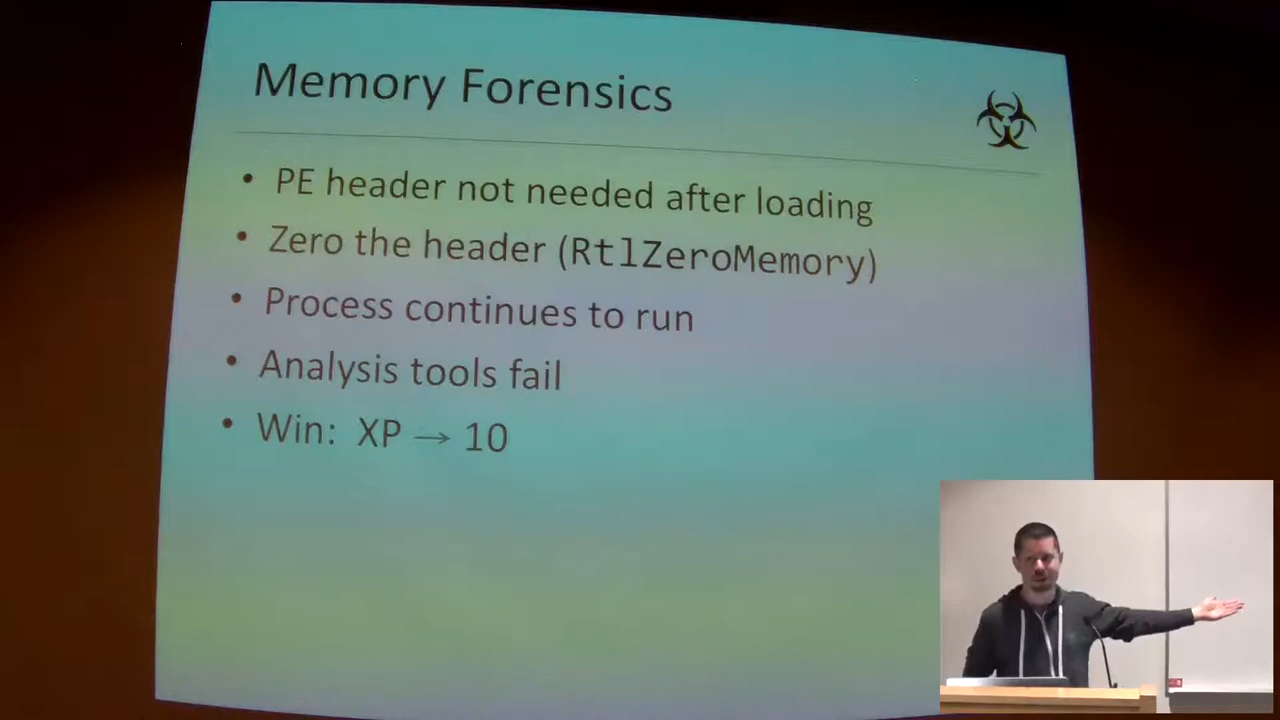 Memory Forensics
• PE header not needed after loading
• Zero the header (RtlZeroMemory)
• Process continues to run
• Analysis tools fail
• Win: XP → 10